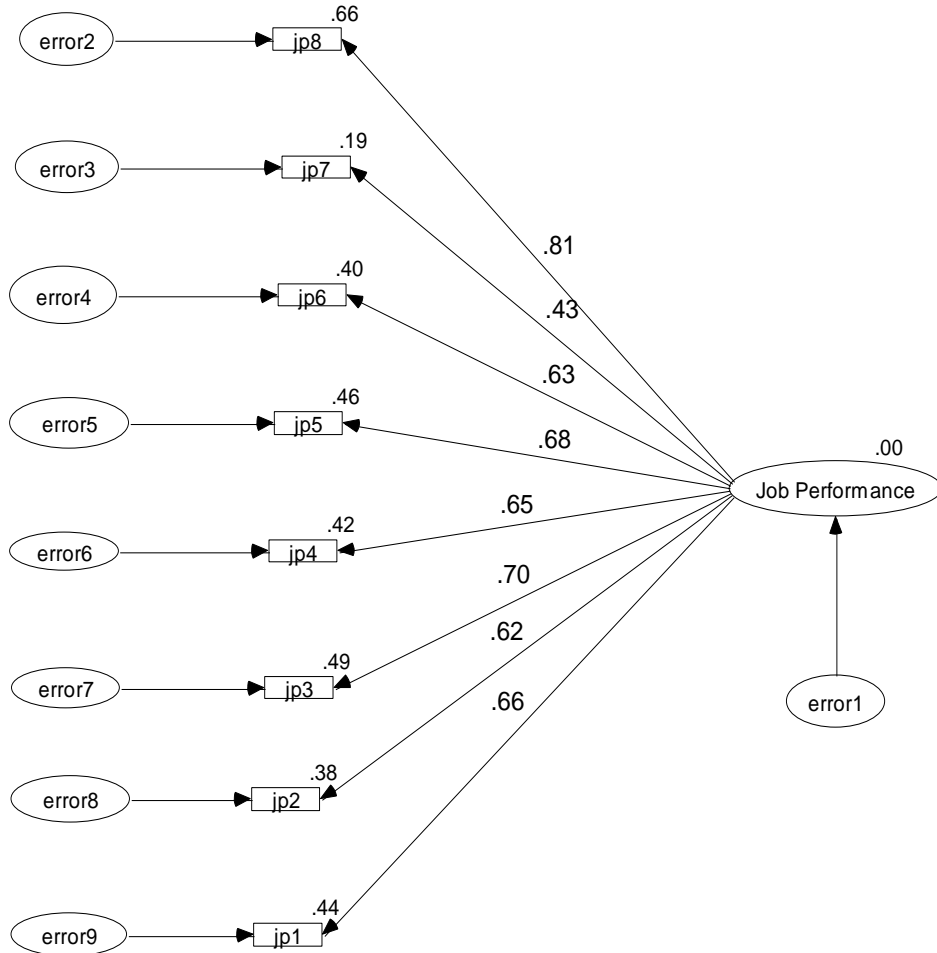 .66
error2
jp8
.19
error3
jp7
.81
.40
error4
jp6
.43
.63
.46
error5
jp5
.68
.00
Job Performance
.65
.42
error6
jp4
.70
.62
.49
error7
jp3
.66
error1
.38
error8
jp2
.44
error9
jp1